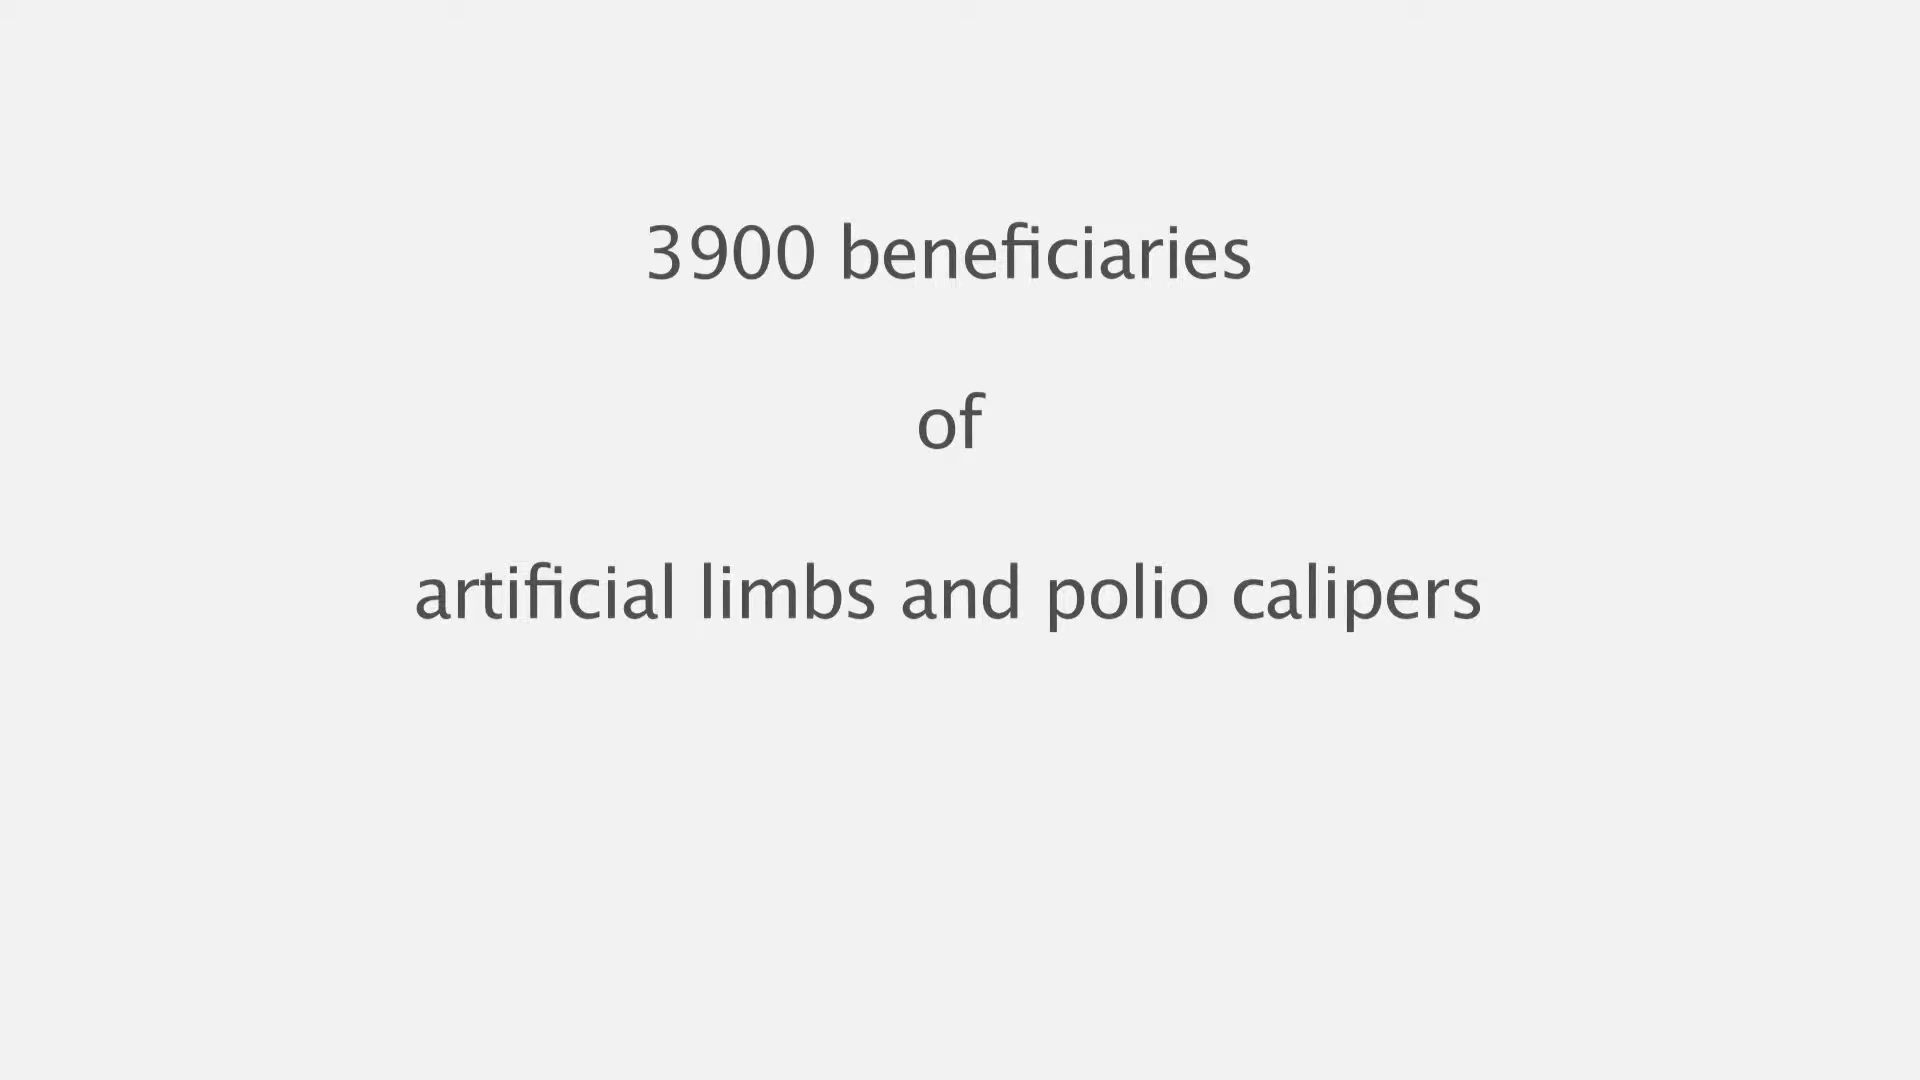 3900 beneficiaries
of
artificial limbs and polio calipers